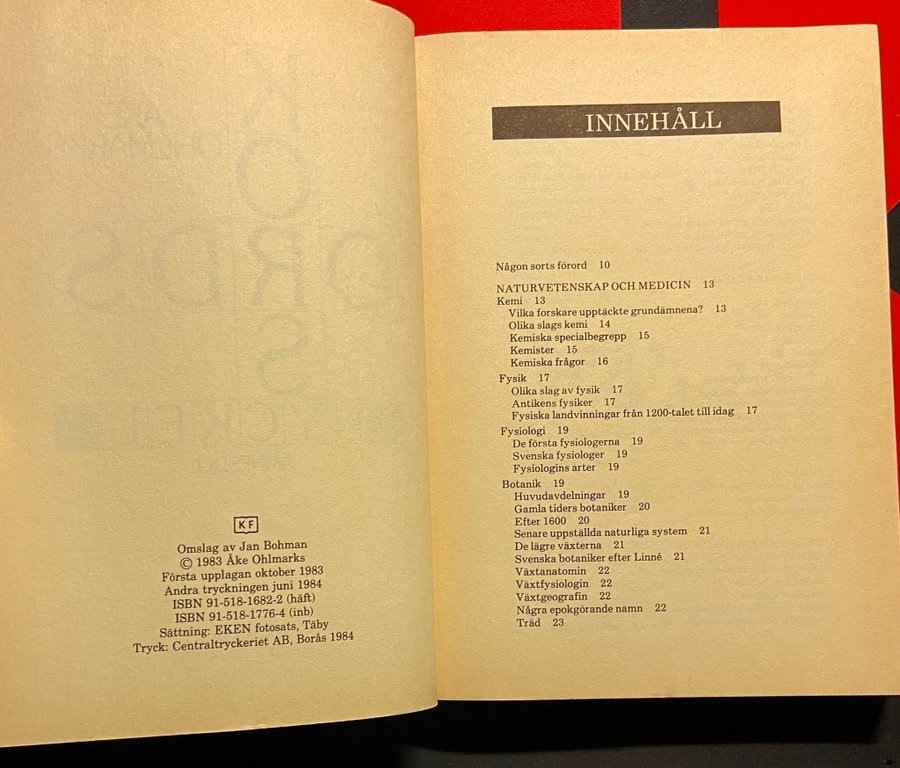 KF
Omslag av Jan Bohman
© 1983 Åke Ohlmarks
Första upplagan oktober 1983
Andra tryckningen juni 1984
ISBN 91-518-1682-2 (häft)
ISBN 91-518-1776-4 (inb)
Sättning: EKEN fotosats, Täby
Tryck: Centraltryckeriet AB, Borås 1984
INNEHÅLL
Någon sorts förord 10
NATURVETENSKAP OCH MEDICIN 13
Kemi 13
Vilka forskare upptäckte grundämnena? 13
Olika slags kemi 14
Kemiska specialbegrepp 15
Kemister 15
Kemiska frågor 16
Fysik 17
Olika slag av fysik 17
Antikens fysiker 17
Fysiska landvinningar från 1200-talet till idag 17
Fysiologi 19
De första fysiologerna 19
Svenska fysiologer 19
Fysiologins arter 19
Botanik 19
Huvudavdelningar 19
Gamla tiders botaniker 20
Efter 1600 20
Senare uppställda naturliga system 21
De lägre växterna 21
Svenska botaniker efter Linné 21
Växtanatomin 22
Växtfysiologin 22
Växtgeografin 22
Några epokgörande namn 22
Träd 23